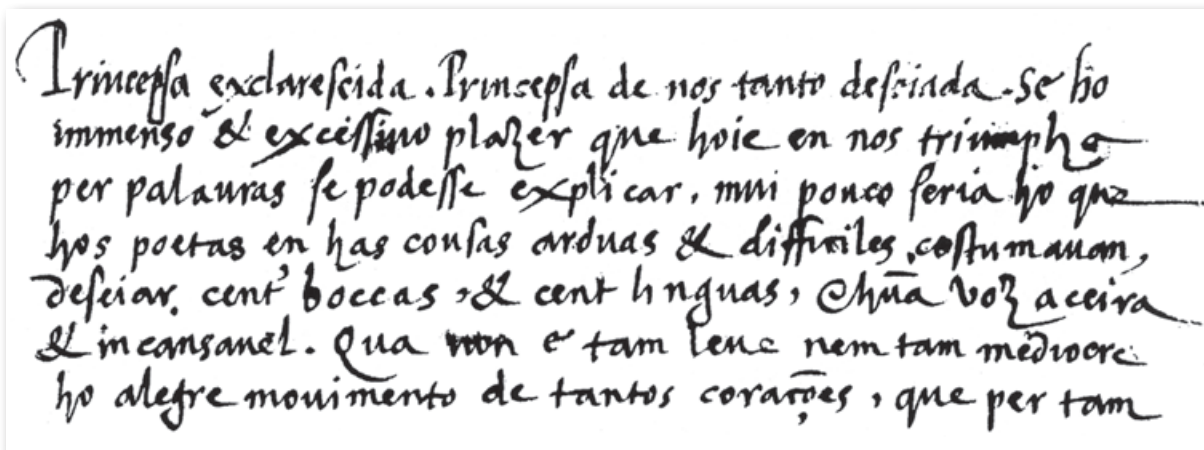 Princepsa exclarescida. Princepsa de nos tanto deseiada. Se ho
immenso & excessiuo plazer que hoie en nos triumpha
per palauras se podesse explicar, mui pouco seria ho que
hos poetas en has cousas arduas & difficiles, costumauam,
deseiar. cent boccas, & cent linguas, & hũa voz aceira
& incansauel. Qua non e tam leue nem tam mediocre
ho alegre mouimento de tantos corações, que per tam